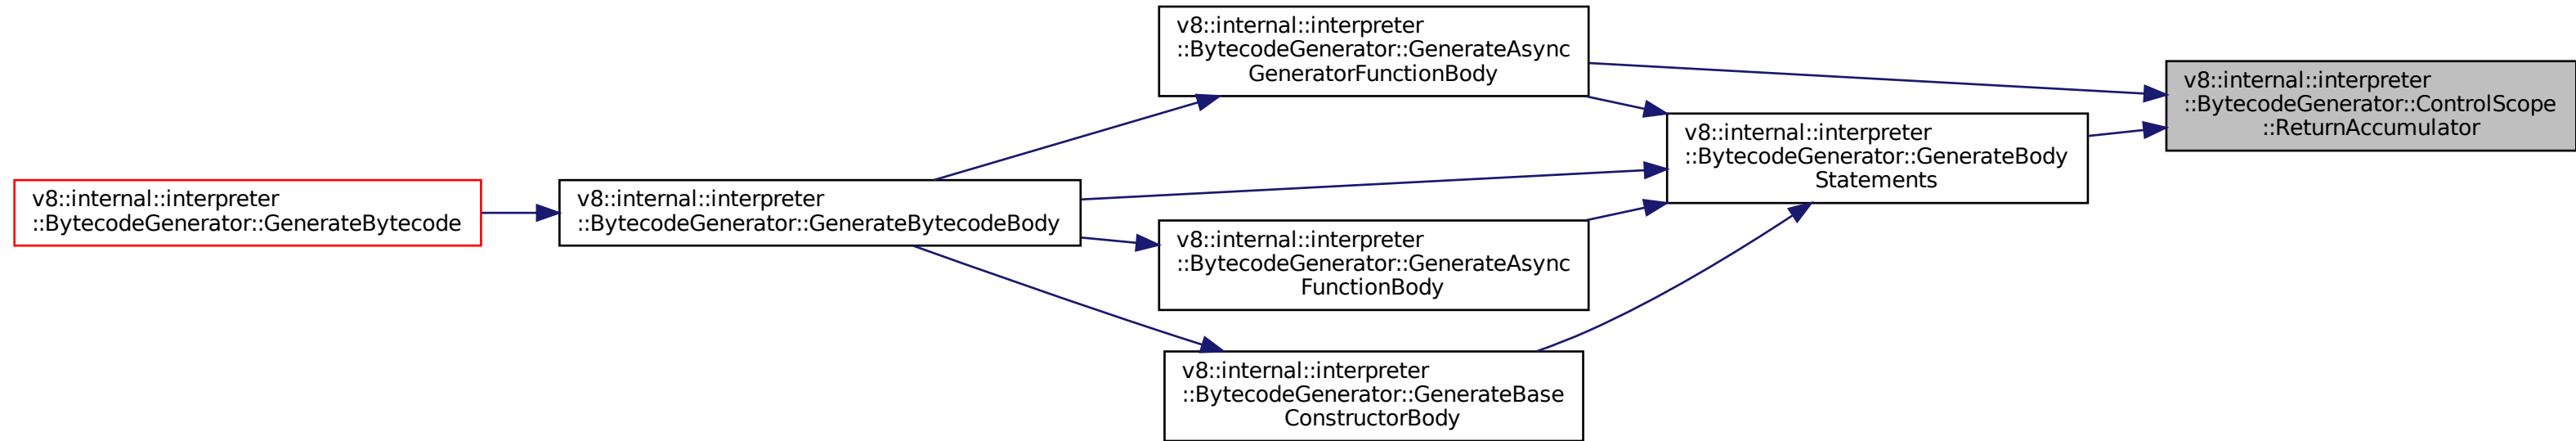 v8::internal::interpreter
::BytecodeGenerator::GenerateAsync
GeneratorFunctionBody
v8::internal::interpreter
::BytecodeGenerator::ControlScope
::ReturnAccumulator
v8::internal::interpreter
::BytecodeGenerator::GenerateBody
Statements
v8::internal::interpreter
::BytecodeGenerator::GenerateBytecode
v8::internal::interpreter
::BytecodeGenerator::GenerateBytecodeBody
v8::internal::interpreter
::BytecodeGenerator::GenerateAsync
FunctionBody
v8::internal::interpreter
::BytecodeGenerator::GenerateBase
ConstructorBody